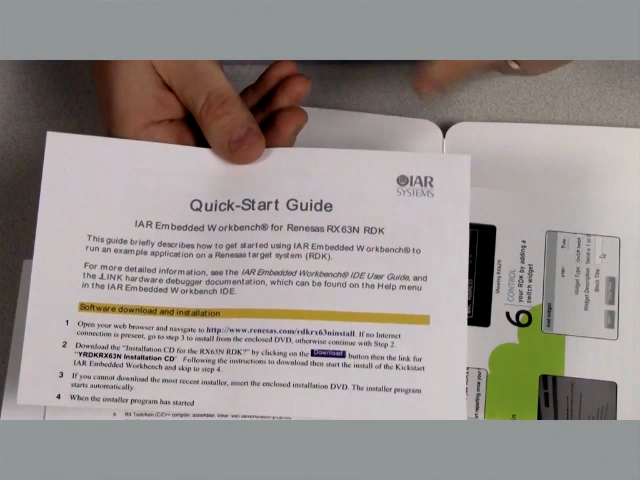 IAR
SYSTEMS
Quick-Start Guide
IAR Embedded Workbench® for Renesas RX63N RDK
This guide briefly describes how to get started using IAR Embedded Workbench® to
run an example application on a Renesas target system (RDK).
For more detailed information, see the IAR Embedded Workbench® IDE User Guide, and
the J-LINK hardware debugger documentation, which can be found on the Help menu
in the IAR Embedded Workbench IDE.
Software download and installation
1 Open your web browser and navigate to http://www.renesas.com/rdkrx63ninstall. If no Internet
connection is present, go to step 3 to install from the enclosed DVD, otherwise continue with Step 2.
2 Download the "Installation CD for the RX63N RDK?" by clicking on the Download button then the link for
"YRDKRX63N Installation CD". Following the instructions to download then start the install of the Kickstart
IAR Embedded Workbench and skip to step 4.
3 If you cannot download the most recent installer, insert the enclosed installation DVD. The installer program
starts automatically.
4 When the installer program has started
6 CONTROL
your RDK by adding a
switch widget
Add widget
Widget Type